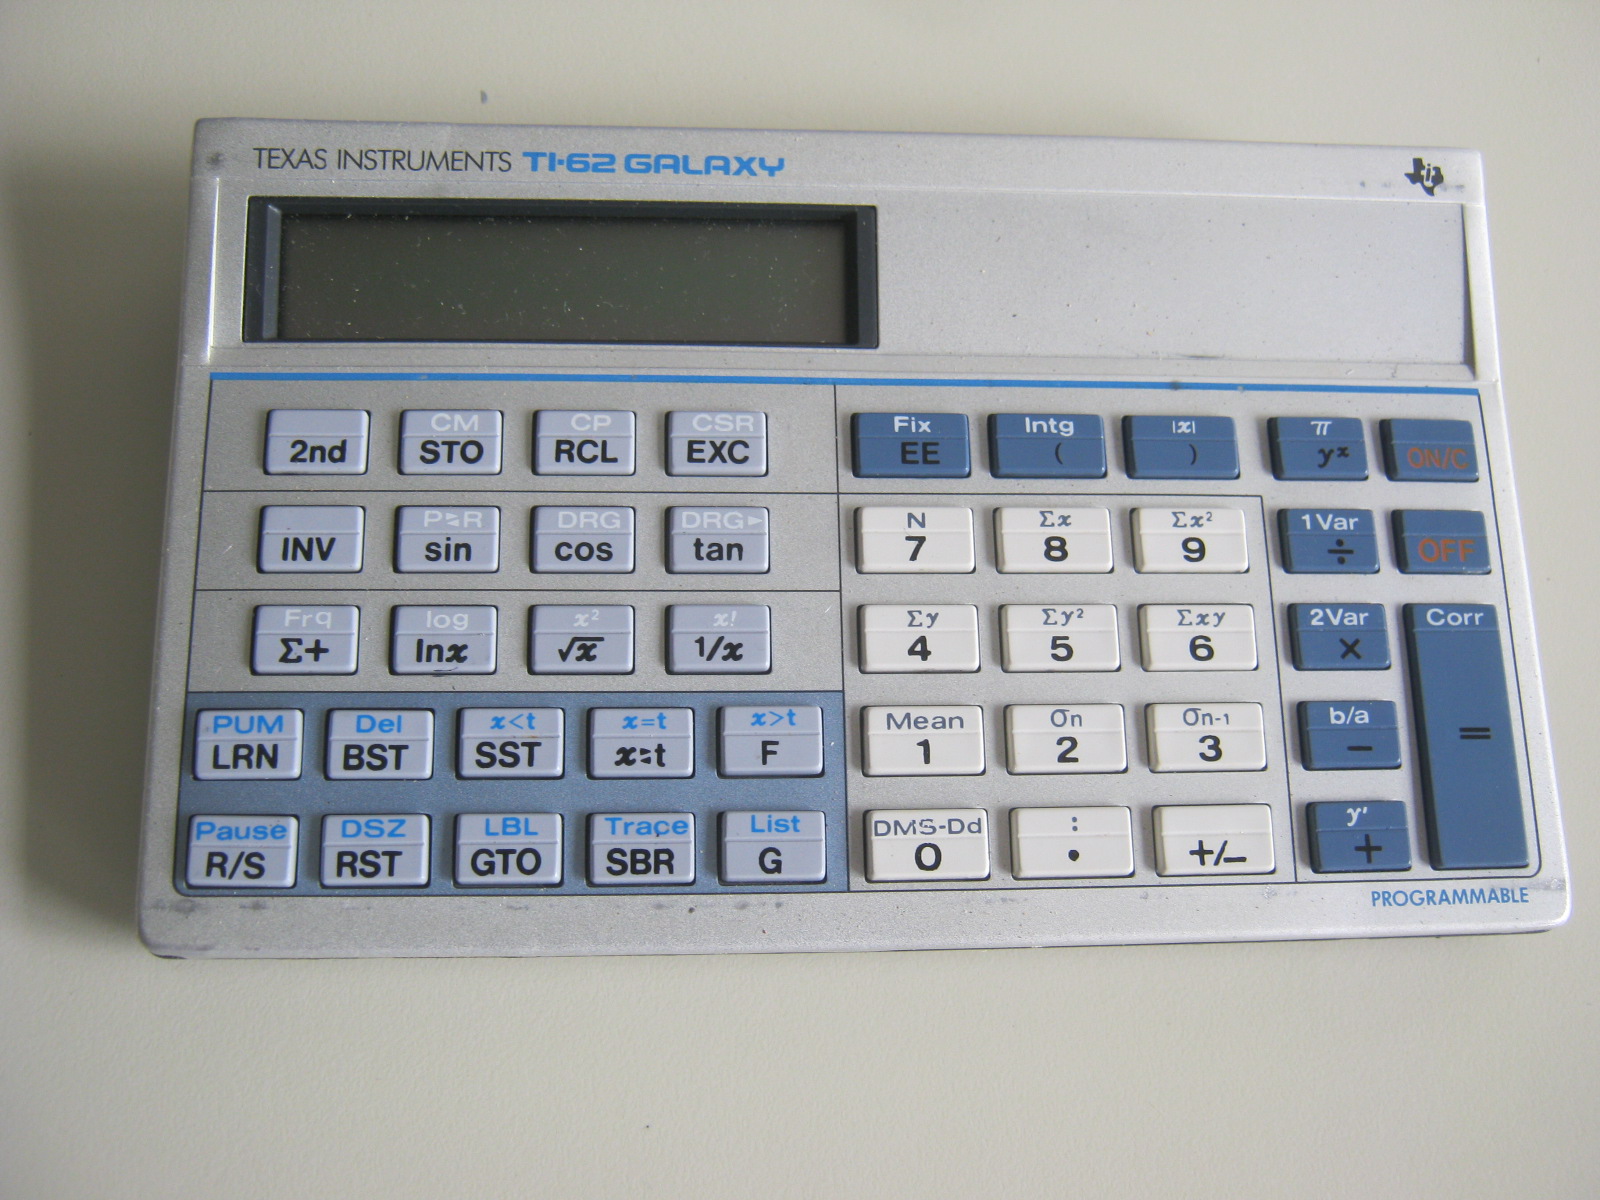 TEXAS INSTRUMENTS TI-62 GALAXY
ti
CM CP CSR Fix Intg |x| π
2nd STO RCL EXC EE ( ) yˣ ON/C
P►R DRG DRG► N Σx Σx² 1Var
INV sin cos tan 7 8 9 ÷ OFF
Frq log x² x! Σy Σy² Σxy 2Var Corr
Σ+ lnx √x 1/x 4 5 6 × =
PUM Del x<t x=t x>t Mean σn σn-1 b/a
LRN BST SST x:t F 1 2 3 −
Pause DSZ LBL Trace List DMS-Dd : y'
R/S RST GTO SBR G 0 . +/− +
PROGRAMMABLE